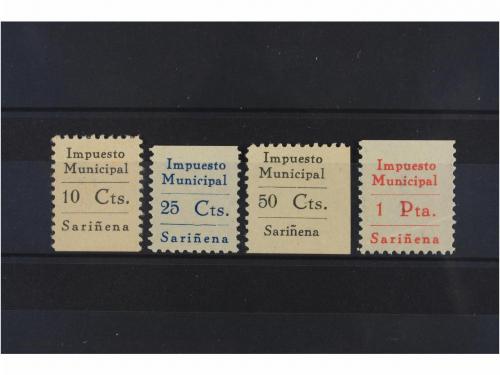 Impuesto
Municipal
10 Cts.
Sariñena
Impuesto
Municipal
25 Cts.
Sariñena
Impuesto
Municipal
50 Cts.
Sariñena
Impuesto
Municipal
1 Pta.
Sariñena